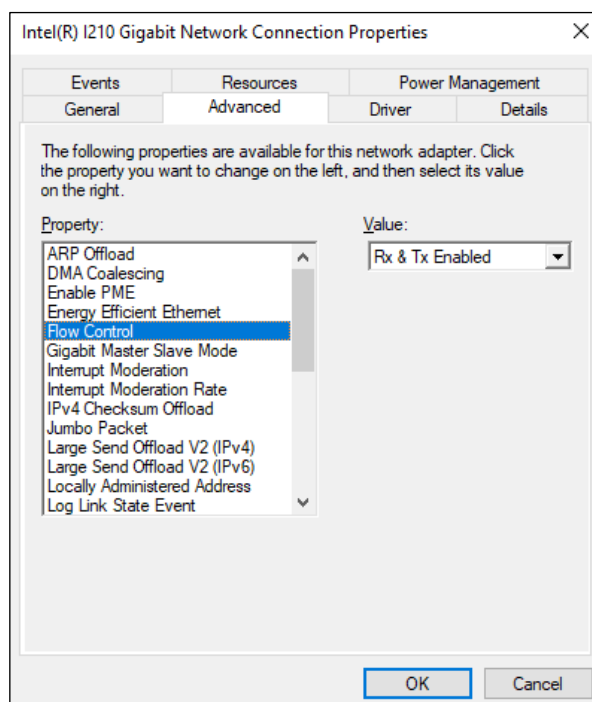 Intel(R) I210 Gigabit Network Connection Properties
Events Resources Power Management
General Advanced Driver Details
The following properties are available for this network adapter. Click
the property you want to change on the left, and then select its value
on the right.
Property: Value:
ARP Offload Rx & Tx Enabled
DMA Coalescing
Enable PME
Energy Efficient Ethernet
Flow Control
Gigabit Master Slave Mode
Interrupt Moderation
Interrupt Moderation Rate
IPv4 Checksum Offload
Jumbo Packet
Large Send Offload V2 (IPv4)
Large Send Offload V2 (IPv6)
Locally Administered Address
Log Link State Event
OK Cancel